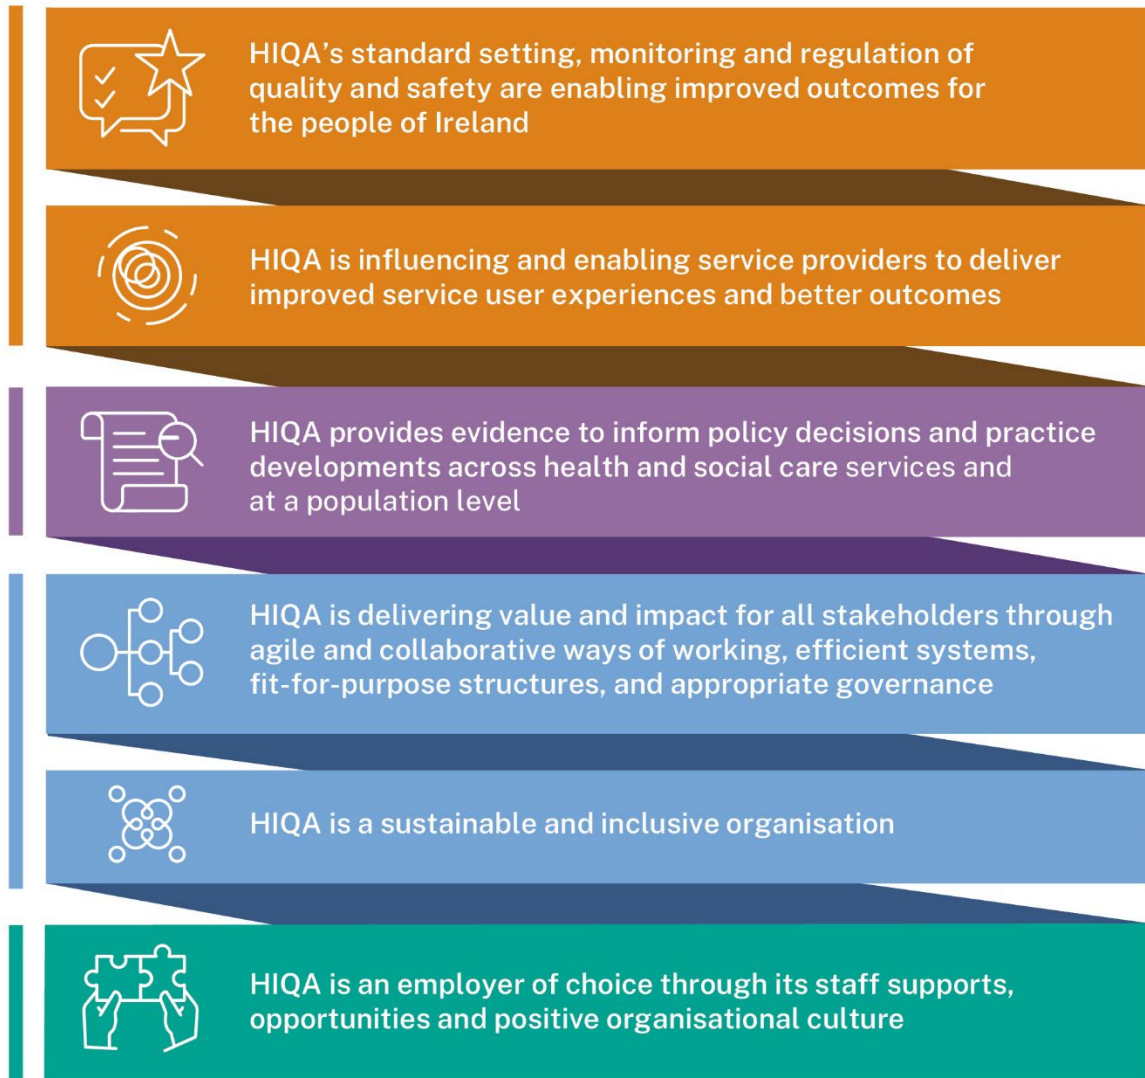 HIQA’s standard setting, monitoring and regulation of
quality and safety are enabling improved outcomes for
the people of Ireland
HIQA is influencing and enabling service providers to deliver
improved service user experiences and better outcomes
HIQA provides evidence to inform policy decisions and practice
developments across health and social care services and
at a population level
HIQA is delivering value and impact for all stakeholders through
agile and collaborative ways of working, efficient systems,
fit-for-purpose structures, and appropriate governance
HIQA is a sustainable and inclusive organisation
HIQA is an employer of choice through its staff supports,
opportunities and positive organisational culture